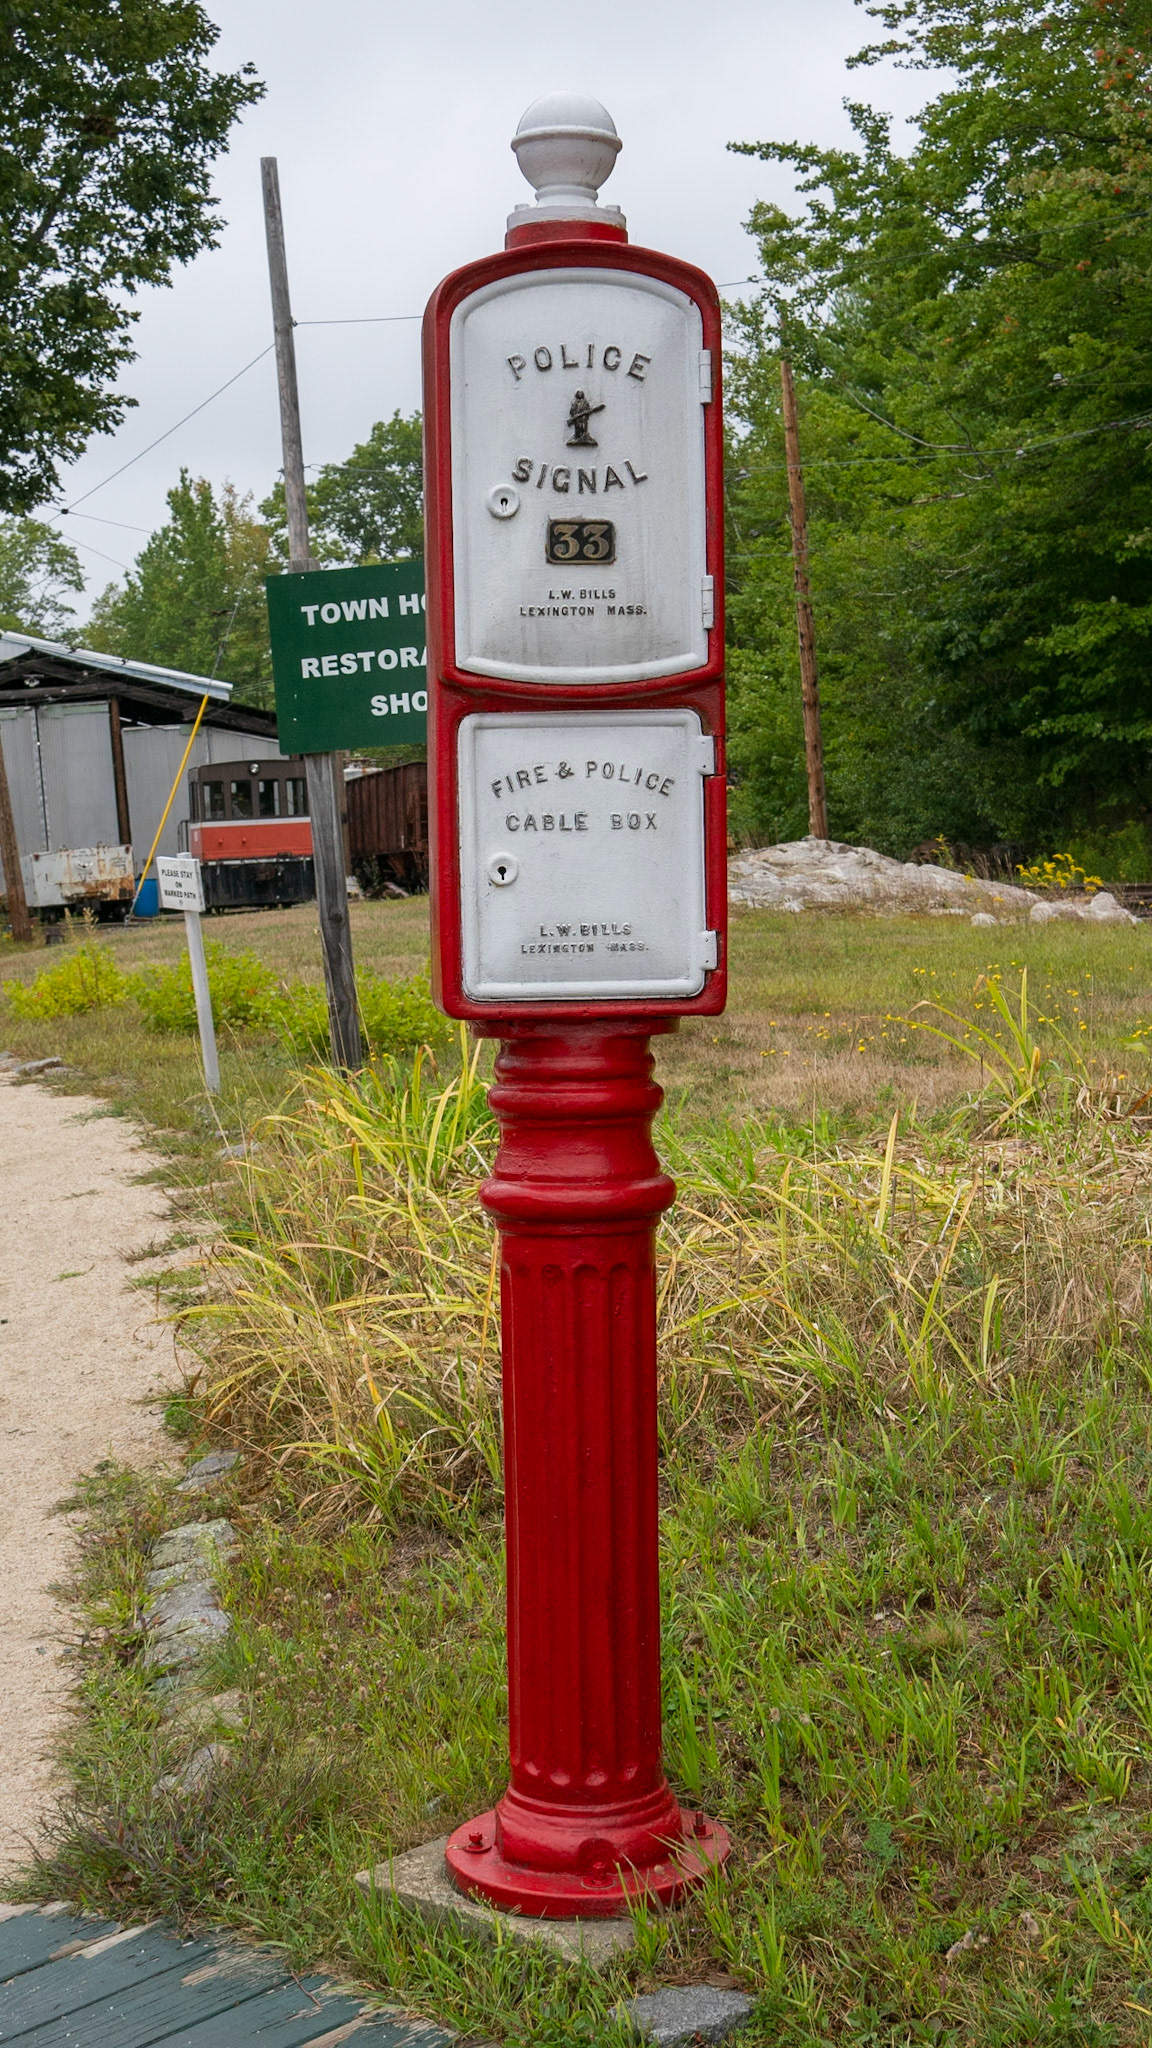 POLICE
SIGNAL
33
L.W. BILLS
LEXINGTON MASS.
FIRE & POLICE
CABLE BOX
L.W. BILLS
LEXINGTON MASS.
TOWN
RESTORA
SHO
PLEASE STAY
ON
MARKED PATH